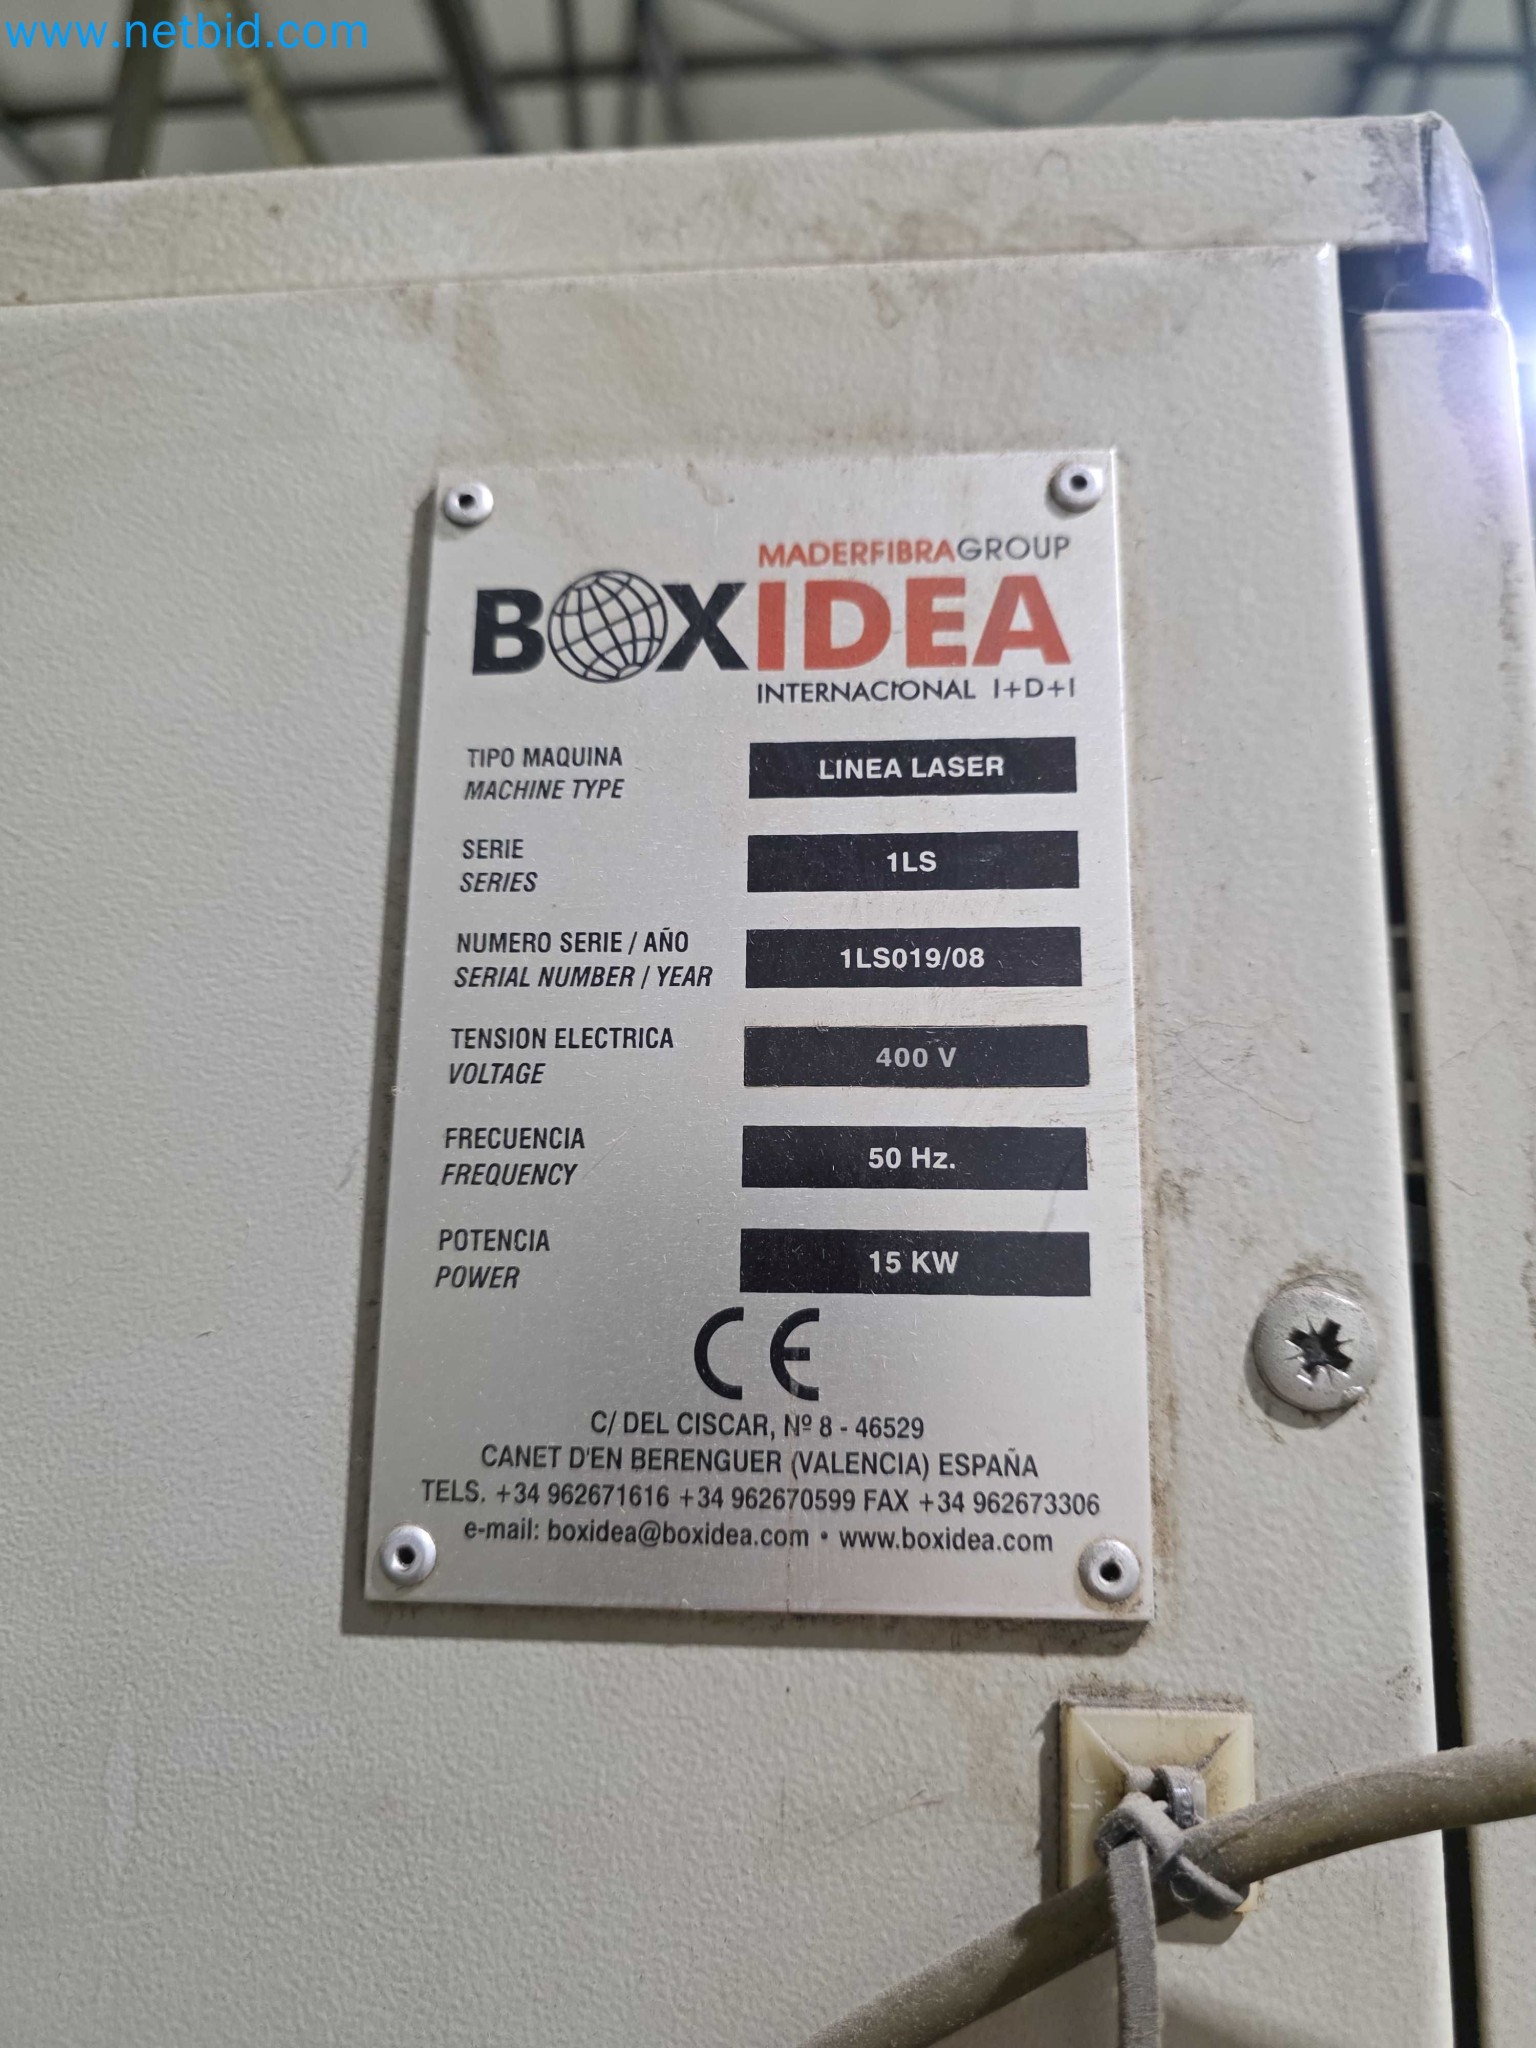 www.netbid.com
MADERFIBRAGROUP
BOXIDEA
INTERNACIONAL I+D+I
TIPO MAQUINA
MACHINE TYPE
LINEA LASER
SERIE
SERIES
1LS
NUMERO SERIE / AÑO
SERIAL NUMBER / YEAR
1LS019/08
TENSION ELECTRICA
VOLTAGE
400 V
FRECUENCIA
FREQUENCY
50 Hz.
POTENCIA
POWER
15 KW
CE
C/ DEL CISCAR, Nº 8 - 46529
CANET D'EN BERENGUER (VALENCIA) ESPAÑA
TELS. +34 962671616 +34 962670599 FAX +34 962673306
e-mail: boxidea@boxidea.com • www.boxidea.com